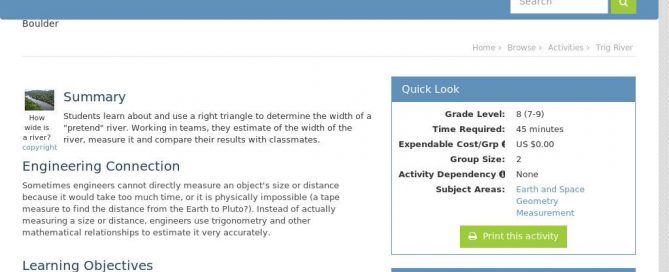 Search
Boulder
Home › Browse › Activities › Trig River
How
wide is
a river?
copyright
Summary
Students learn about and use a right triangle to determine the width of a
"pretend" river. Working in teams, they estimate of the width of the
river, measure it and compare their results with classmates.
Engineering Connection
Sometimes engineers cannot directly measure an object's size or distance
because it would take too much time, or it is physically impossible (a tape
measure to find the distance from the Earth to Pluto?). Instead of actually
measuring a size or distance, engineers use trigonometry and other
mathematical relationships to estimate it very accurately.
Learning Objectives
Quick Look
Grade Level: 8 (7-9)
Time Required: 45 minutes
Expendable Cost/Grp US $0.00
Group Size: 2
Activity Dependency None
Subject Areas: Earth and Space
Geometry
Measurement
Print this activity